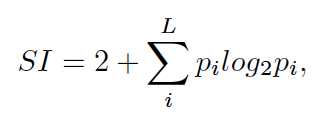 SI = 2 + \sum_{i}^{L} p_i log_2 p_i,